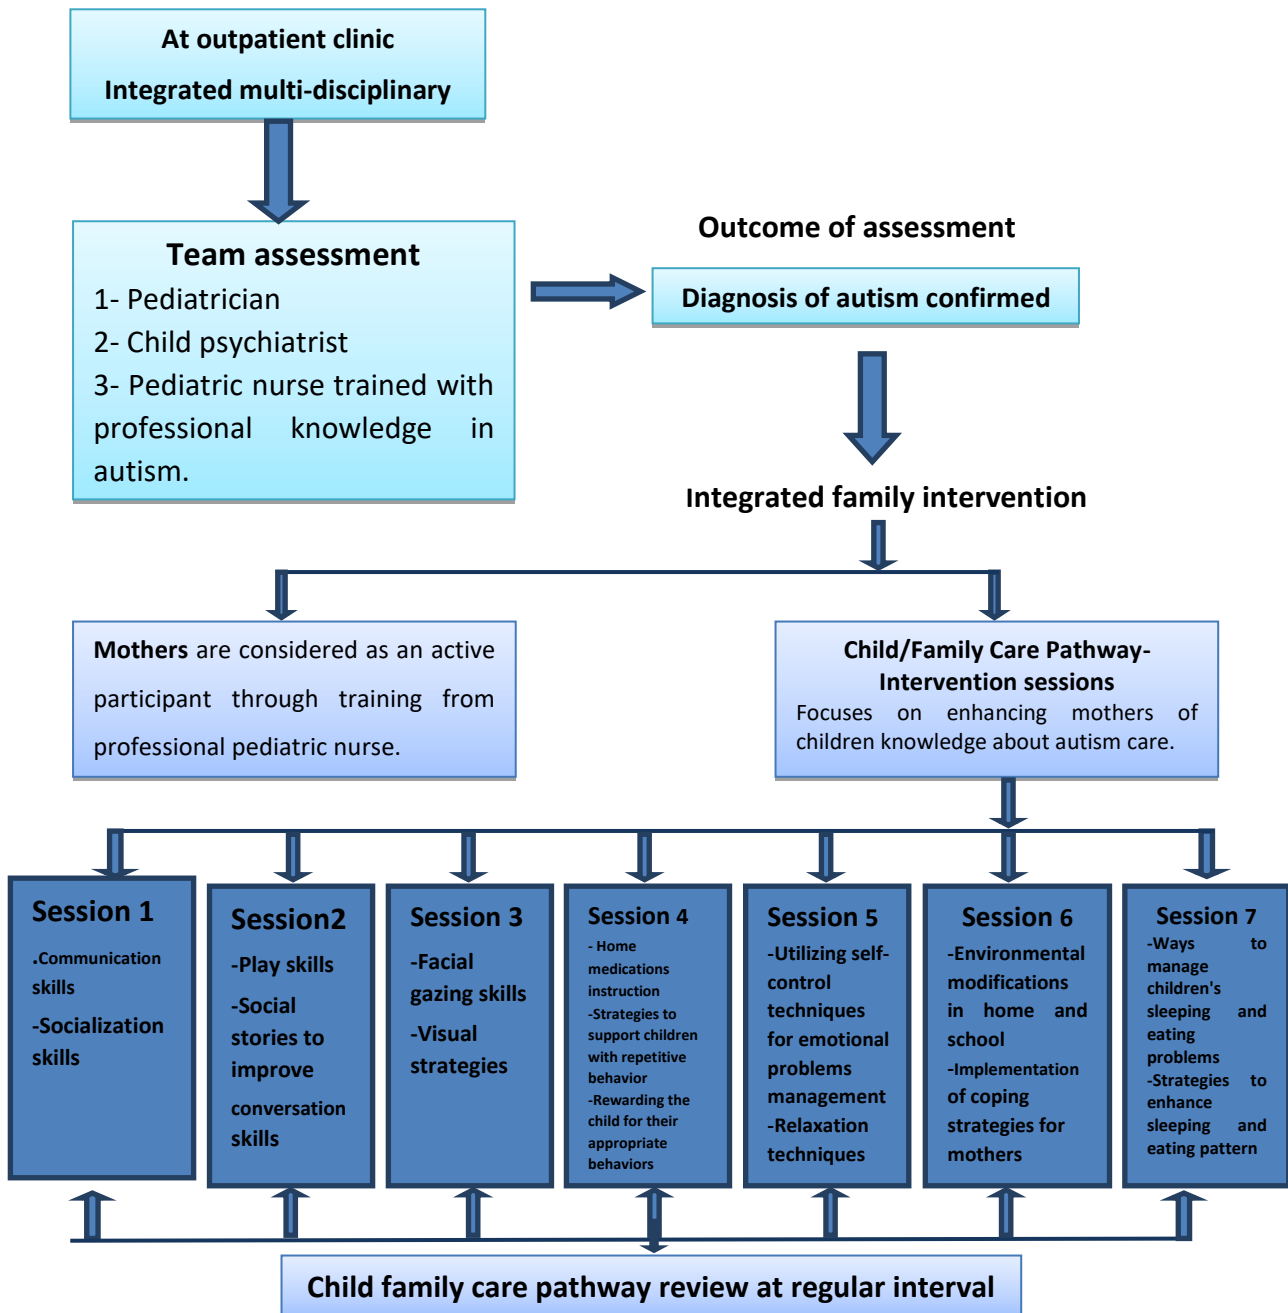 At outpatient clinic
Integrated multi-disciplinary
Team assessment
1- Pediatrician
2- Child psychiatrist
3- Pediatric nurse trained with
professional knowledge in
autism.
Outcome of assessment
Diagnosis of autism confirmed
Integrated family intervention
Mothers are considered as an active
participant through training from
professional pediatric nurse.
Child/Family Care Pathway-
Intervention sessions
Focuses on enhancing mothers of
children knowledge about autism care.
Session 1
.Communication
skills
-Socialization
skills
Session2
-Play skills
-Social
stories to
improve
conversation
skills
Session 3
-Facial
gazing skills
-Visual
strategies
Session 4
- Home
medications
instruction
-Strategies to
support children
with repetitive
behavior
-Rewarding the
child for their
appropriate
behaviors
Session 5
-Utilizing self-
control
techniques
for emotional
problems
management
-Relaxation
techniques
Session 6
-Environmental
modifications
in home and
school
-Implementation
of coping
strategies for
mothers
Session 7
-Ways to
manage
children's
sleeping and
eating
problems
-Strategies to
enhance
sleeping and
eating pattern
Child family care pathway review at regular interval